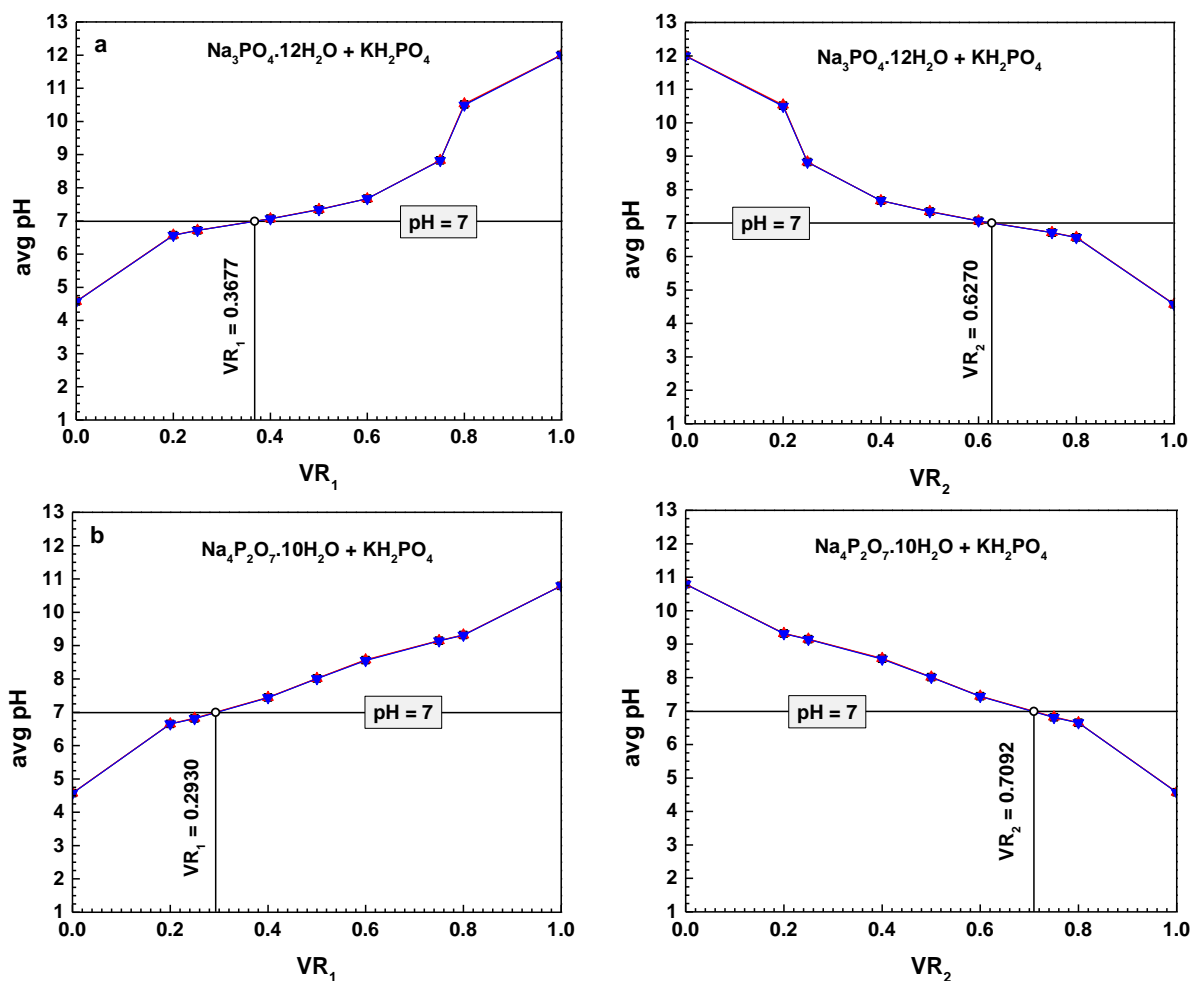 a
Na₃PO₄.12H₂O + KH₂PO₄
avg pH
13
12
11
10
9
8
7
6
5
4
3
2
1
pH = 7
VR₁ = 0.3677
0.0 0.2 0.4 0.6 0.8 1.0
VR₁
Na₃PO₄.12H₂O + KH₂PO₄
avg pH
13
12
11
10
9
8
7
6
5
4
3
2
1
pH = 7
VR₂ = 0.6270
0.0 0.2 0.4 0.6 0.8 1.0
VR₂
b
Na₄P₂O₇.10H₂O + KH₂PO₄
avg pH
13
12
11
10
9
8
7
6
5
4
3
2
1
pH = 7
VR₁ = 0.2930
0.0 0.2 0.4 0.6 0.8 1.0
VR₁
Na₄P₂O₇.10H₂O + KH₂PO₄
avg pH
13
12
11
10
9
8
7
6
5
4
3
2
1
pH = 7
VR₂ = 0.7092
0.0 0.2 0.4 0.6 0.8 1.0
VR₂